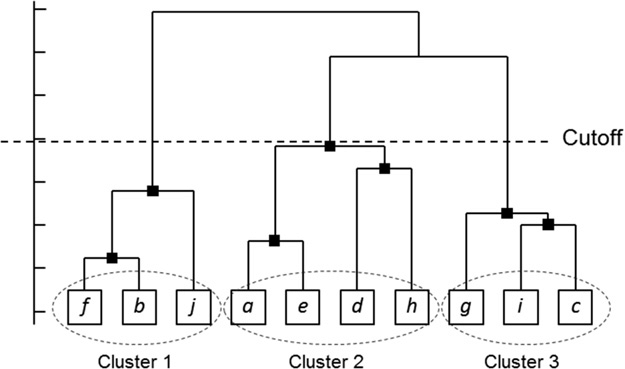 Cutoff
f b j a e d h g i c
Cluster 1 Cluster 2 Cluster 3